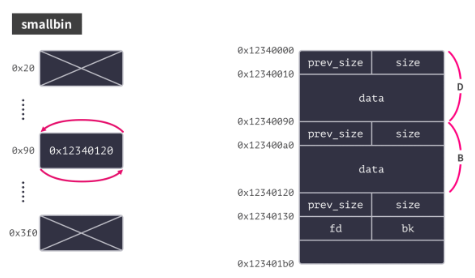 smallbin
0x20
0x90
0x12340120
0x3f0
0x12340000
prev_size size
0x12340010
data
D
0x12340090
prev_size size
0x123400a0
data
B
0x12340120
prev_size size
0x12340130
fd bk
0x123401b0